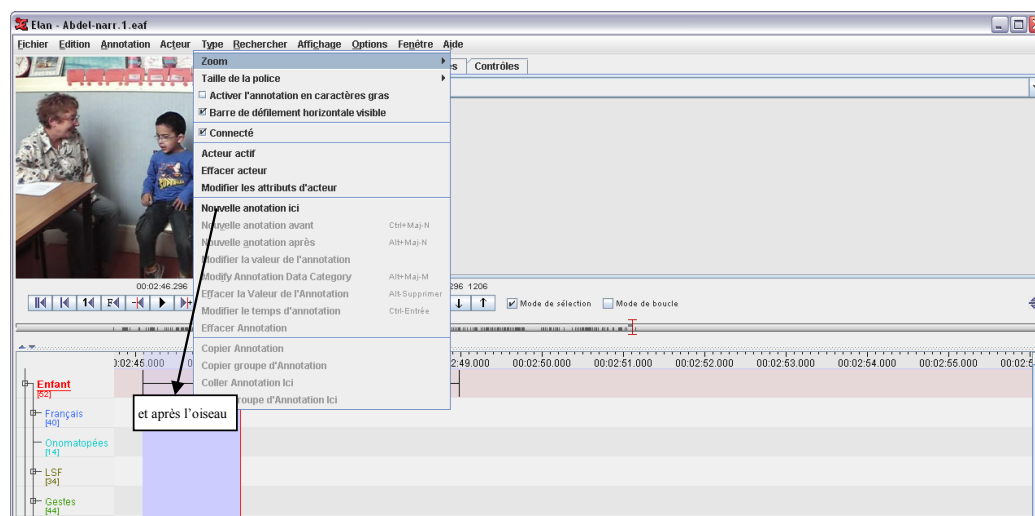 Elan - Abdel-narr.1.eaf
Fichier Edition Annotation Acteur Type Rechercher Affichage Options Fenêtre Aide
Zoom
Contrôles
Taille de la police
Activer l'annotation en caractères gras
Barre de défilement horizontale visible
Connecté
Acteur actif
Effacer acteur
Modifier les attributs d'acteur
Nouvelle anotation ici
Nouvelle anotation avant Ctrl+Maj-N
Nouvelle anotation après Alt+Maj-N
Modifier la valeur de l'annotation
Modify Annotation Data Category Alt+Maj-M
00:02:46.296
296 1206
Effacer la Valeur de l'Annotation Alt-Supprimer
Modifier le temps d'annotation Ctrl-Entrée
Mode de sélection Mode de boucle
Effacer Annotation
Copier Annotation
Copier groupe d'Annotation
0:02:45.000 2:49.000 00:02:50.000 00:02:51.000 00:02:52.000 00:02:53.000 00:02:54.000 00:02:55.000 00:02:5
Coller Annotation Ici
roupe d'Annotation Ici
Enfant
[52]
et après l'oiseau
Français
[40]
Onomatopées
[14]
LSF
[34]
Gestes
[44]